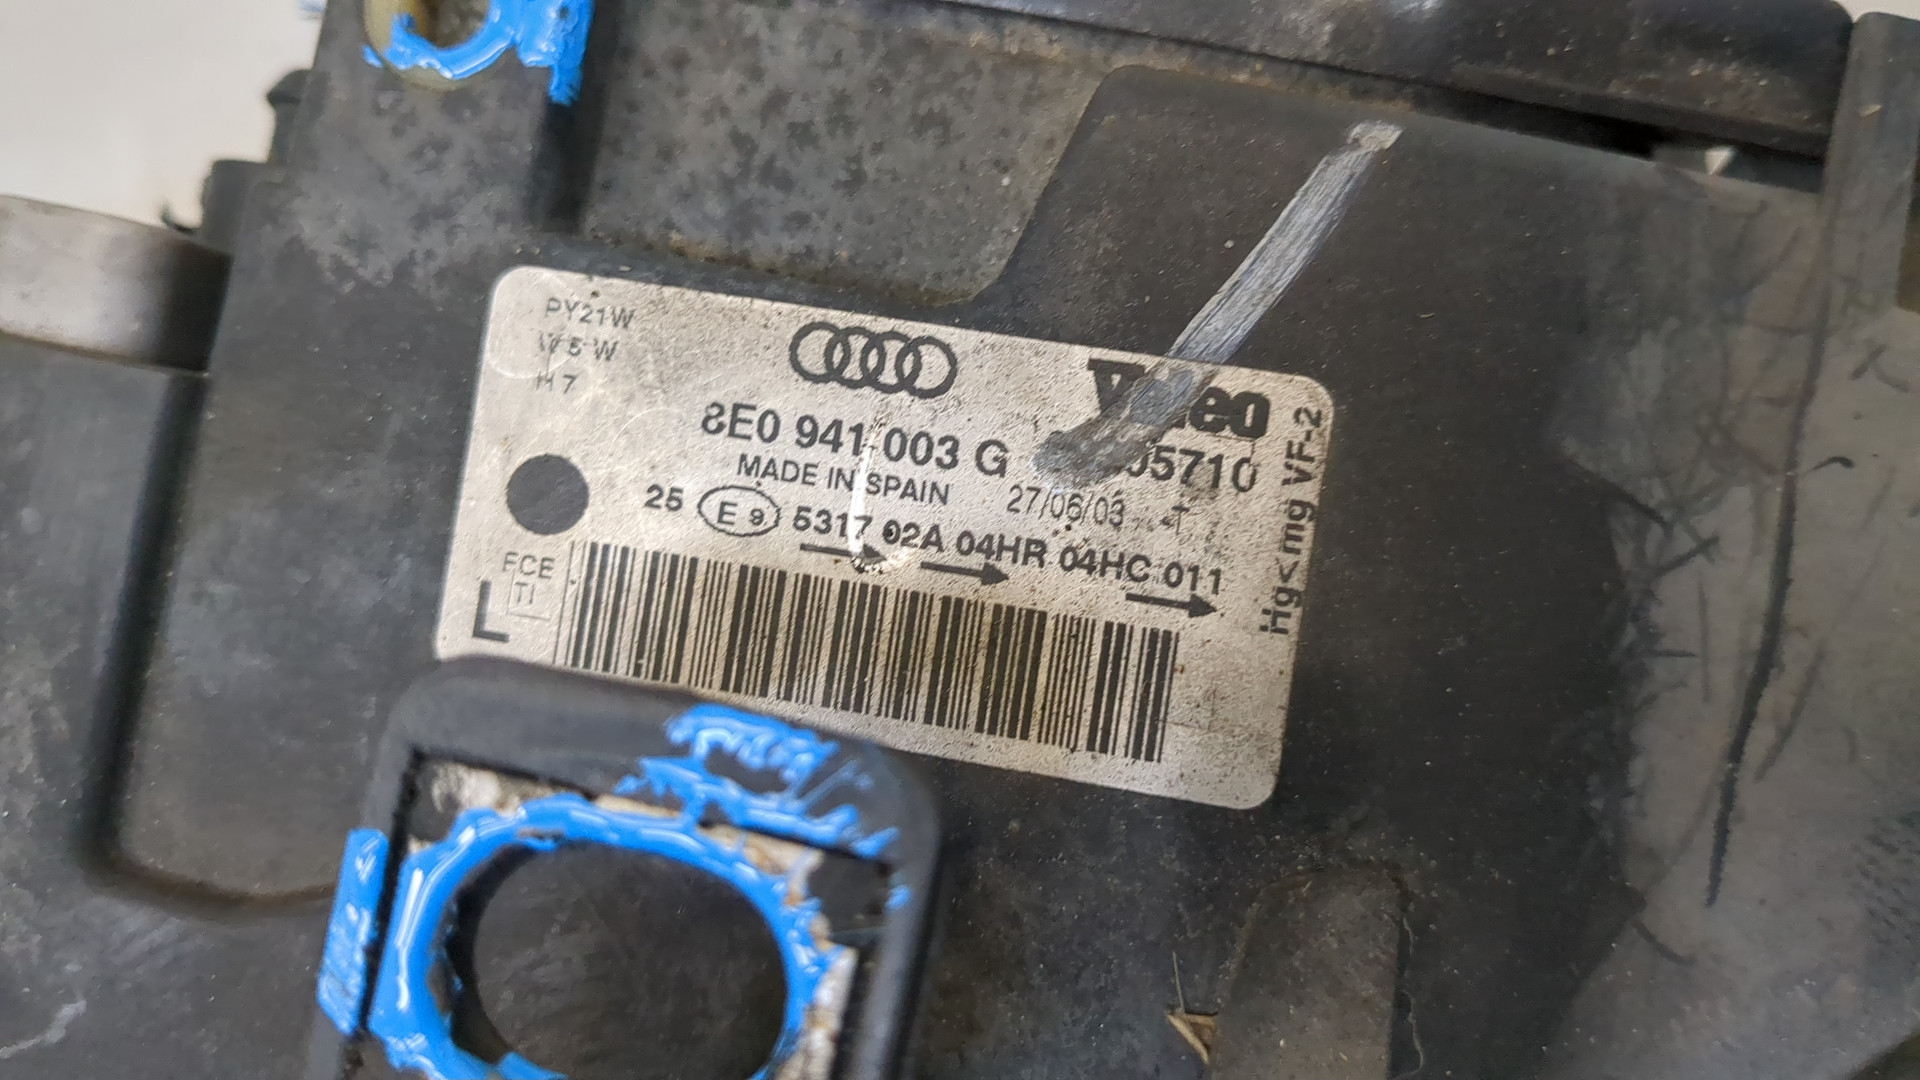 PY21W
W5W
H7
8E0 941 003 G
MADE IN SPAIN 27/06/03
25 E9 5317 02A 04HR 04HC 011
FCE
TI
L
Hg<mg VF-2